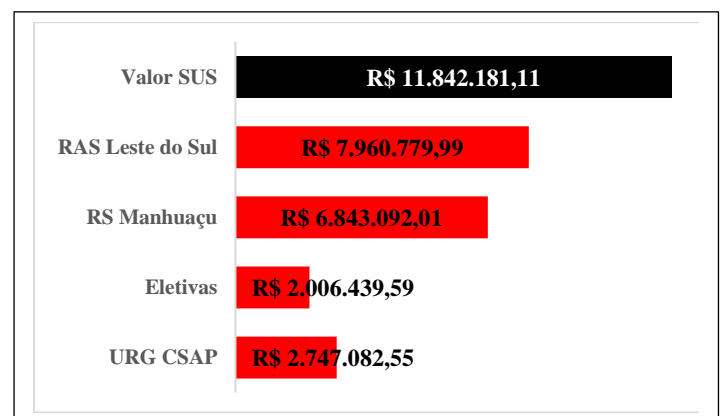 Valor SUS R$ 11.842.181,11
RAS Leste do Sul R$ 7.960.779,99
RS Manhuaçu R$ 6.843.092,01
Eletivas R$ 2.006.439,59
URG CSAP R$ 2.747.082,55